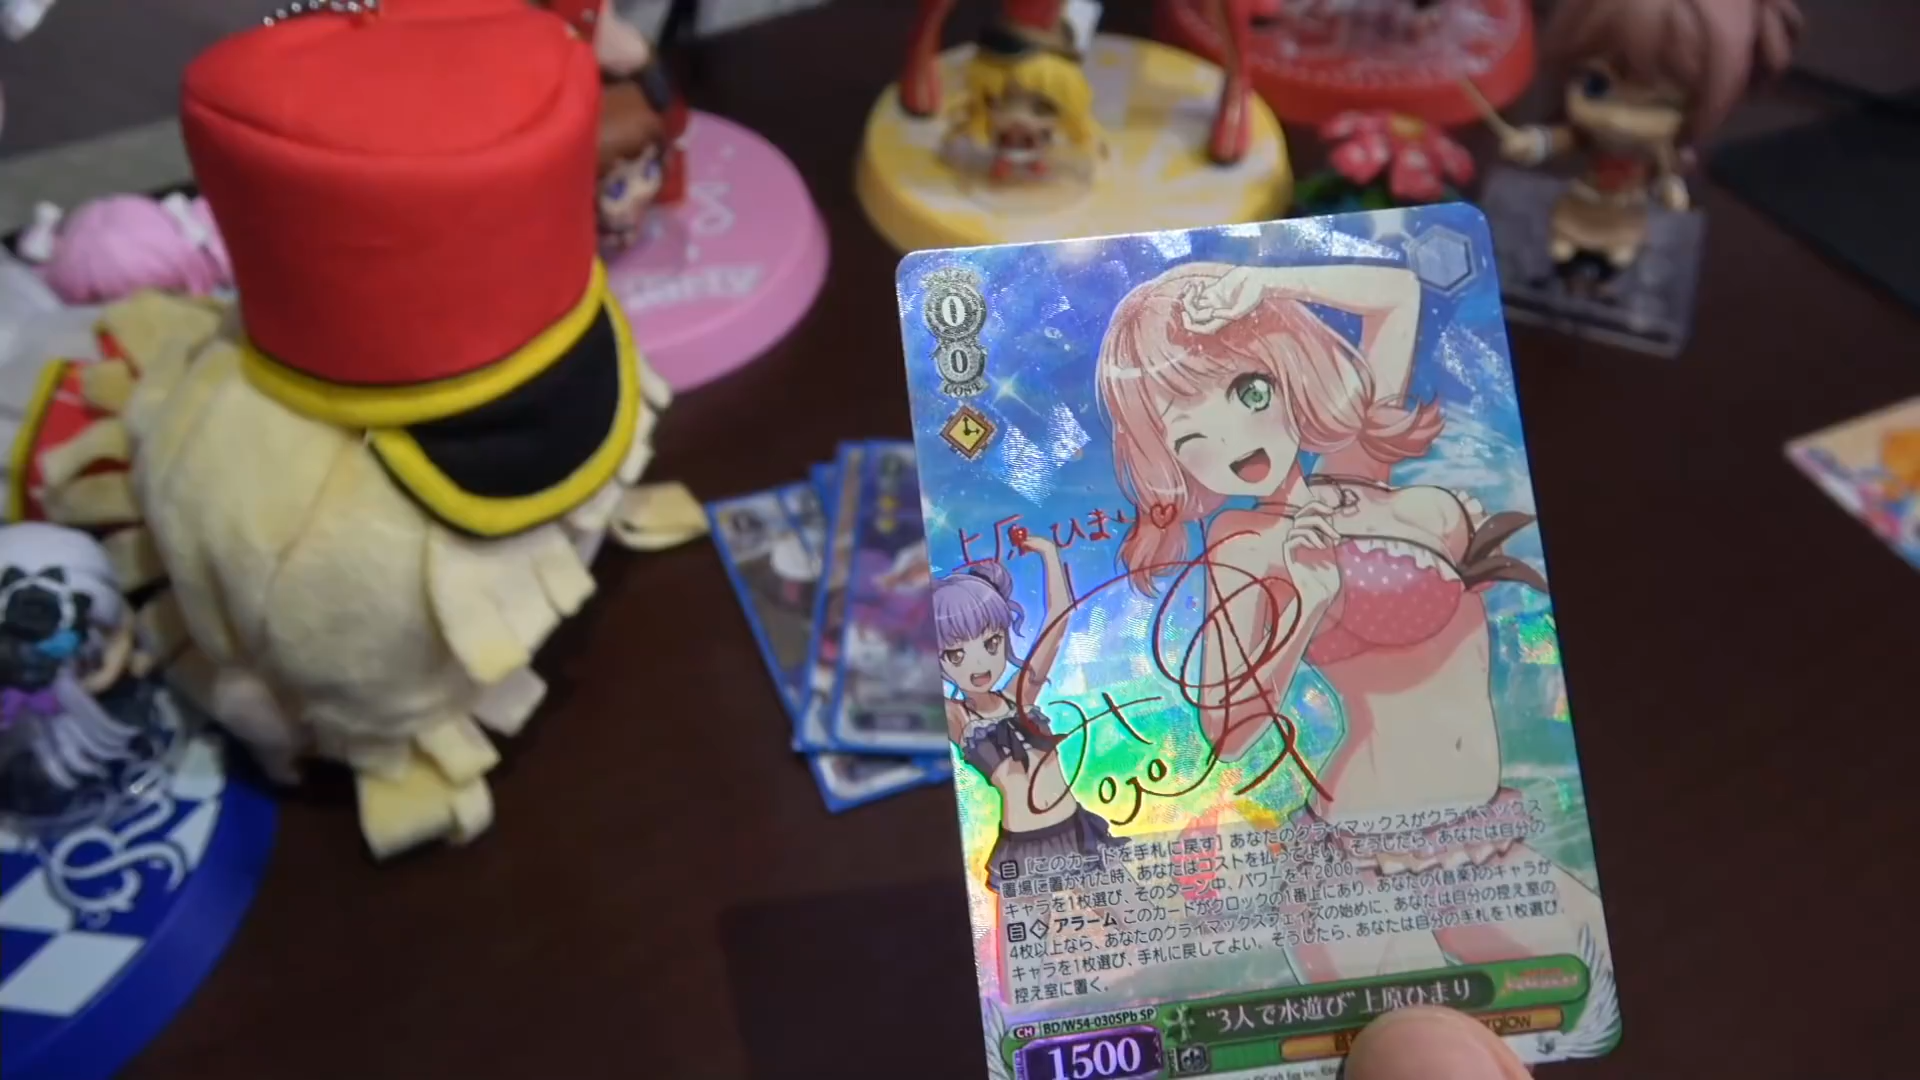 0
0
COST
上原ひまり♡
【このカードを手札に戻す】 あなたのクライマックスがクライマックス
置場に置かれた時、あなたはコストを払ってよい。そうしたら、あなたは自分の
キャラを1枚選び、そのターン中、パワーを+2000。
アラーム このカードがクロックの1番上にあり、あなたの《音楽》のキャラが
4枚以上なら、あなたのクライマックスフェイズの始めに、あなたは自分の控え室の
キャラを1枚選び、手札に戻してよい。そうしたら、あなたは自分の手札を1枚選び、
控え室に置く。
CH BD/W54-030SPb SP
"3人で水遊び"上原ひまり
1500